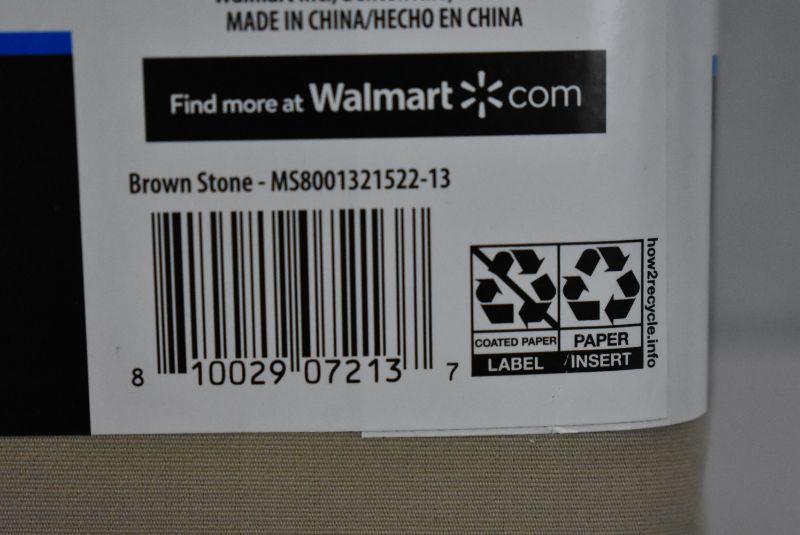 MADE IN CHINA/HECHO EN CHINA
Find more at Walmart com
Brown Stone - MS8001321522-13
8 10029 07213 7
COATED PAPER
LABEL
PAPER
INSERT
how2recycle.info